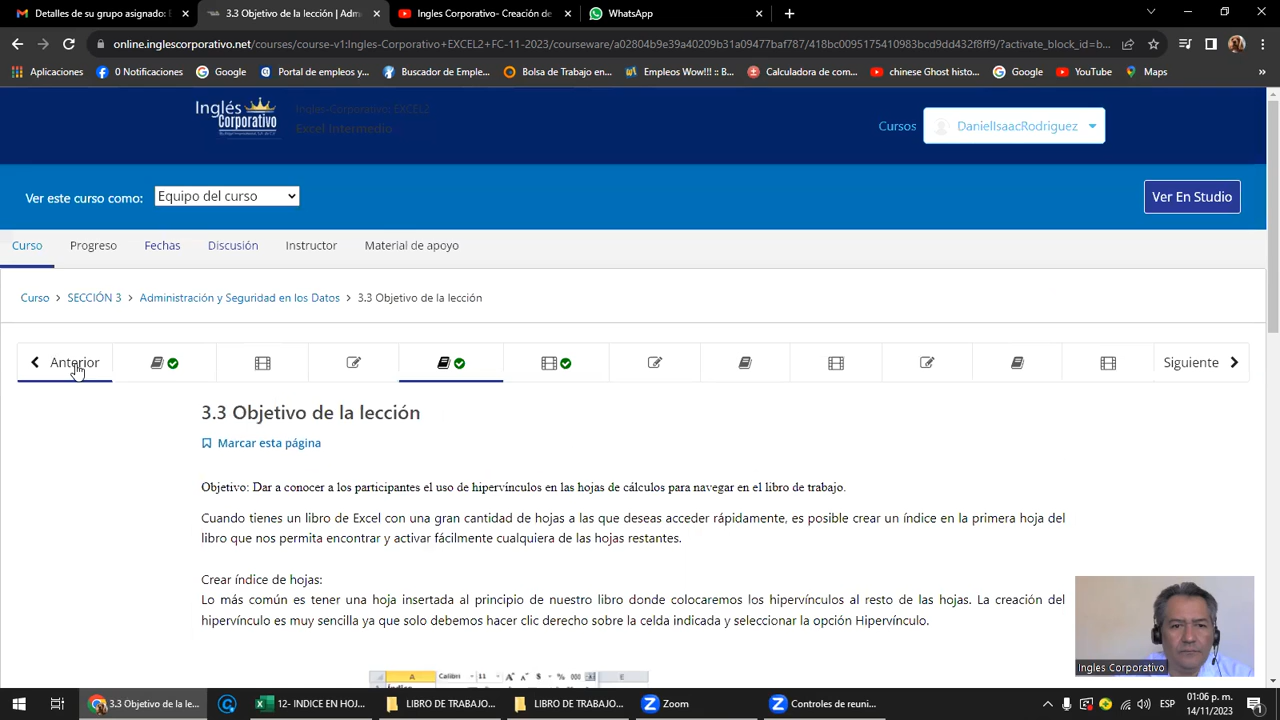 Detalles de su grupo asignado: E
3.3 Objetivo de la lección | Adm
Ingles Corporativo- Creación de
WhatsApp
online.inglescorporativo.net/courses/course-v1:Ingles-Corporativo+EXCEL2+FC-11-2023/courseware/a02804b9e39a40209b31a09477baf787/418bc0095175410983bcd9dd432f8ff9/?activate_block_id=b...
Aplicaciones
0 Notificaciones
Google
Portal de empleos y...
Buscador de Emple...
Bolsa de Trabajo en...
Empleos Wow!!! :: B...
Calculadora de com...
chinese Ghost histo...
Google
YouTube
Maps
Inglés
Corporativo
Ingles-Corporativo: EXCEL2
Excel Intermedio
Cursos
DanielIsaacRodriguez
Ver este curso como:
Equipo del curso
Ver En Studio
Curso
Progreso
Fechas
Discusión
Instructor
Material de apoyo
Curso > SECCIÓN 3 > Administración y Seguridad en los Datos > 3.3 Objetivo de la lección
Anterior
Siguiente
3.3 Objetivo de la lección
Marcar esta página
Objetivo: Dar a conocer a los participantes el uso de hipervínculos en las hojas de cálculos para navegar en el libro de trabajo.
Cuando tienes un libro de Excel con una gran cantidad de hojas a las que deseas acceder rápidamente, es posible crear un índice en la primera hoja del
libro que nos permita encontrar y activar fácilmente cualquiera de las hojas restantes.
Crear índice de hojas:
Lo más común es tener una hoja insertada al principio de nuestro libro donde colocaremos los hipervínculos al resto de las hojas. La creación del
hipervínculo es muy sencilla ya que solo debemos hacer clic derecho sobre la celda indicada y seleccionar la opción Hipervínculo.
A
Calibri
11
$ % 000
E
Ingles Corporativo
3.3 Objetivo de la le...
12- INDICE EN HOJ...
LIBRO DE TRABAJO...
LIBRO DE TRABAJO...
Zoom
Controles de reuni...
ESP
01:06 p. m.
14/11/2023